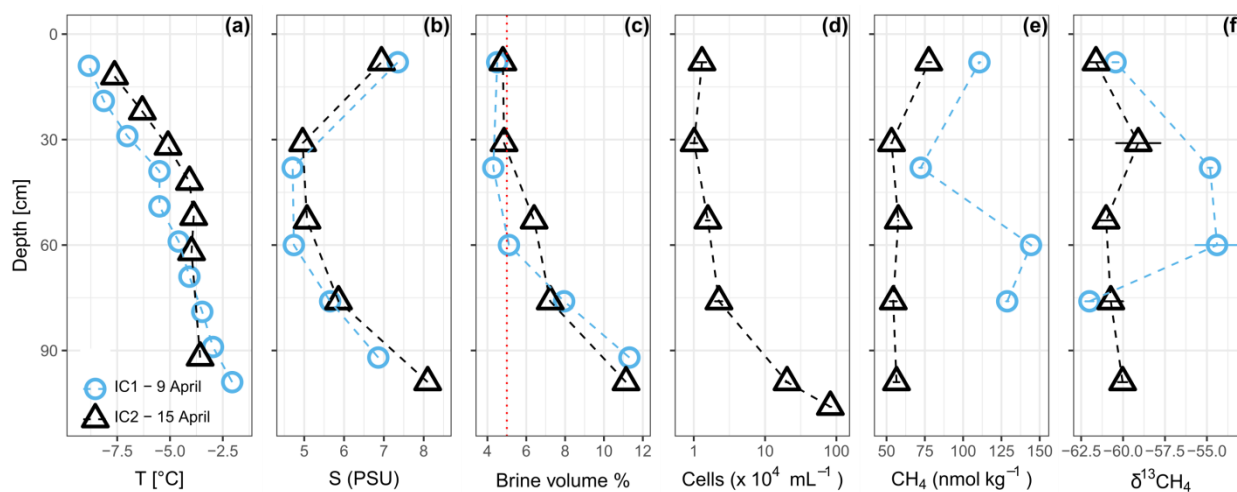 (a) (b) (c) (d) (e) (f)
0
30
60
90
Depth [cm]
IC1 − 9 April
IC2 − 15 April
−7.5 −5.0 −2.5
5 6 7 8
4 6 8 10 12
1 10 100
50 75 100 125 150
−62.5 −60.0 −57.5 −55.0
T [°C]
S (PSU)
Brine volume %
Cells (x 10⁴ mL⁻¹)
CH₄ (nmol kg⁻¹)
δ¹³CH₄